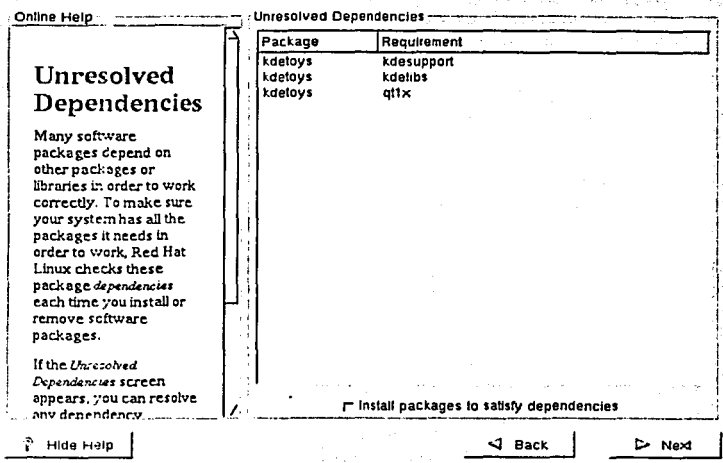 Online Help
Unresolved
Dependencies
Many software
packages depend on
other packages or
libraries in order to work
correctly. To make sure
your system has all the
packages it needs in
order to work, Red Hat
Linux checks these
package dependencies
each time you install or
remove software
packages.
If the Unresolved
Dependencies screen
appears, you can resolve
any dependency
Hide Help
Unresolved Dependencies
Package Requirement
kdetoys kdesupport
kdetoys kdelibs
kdetoys qt1x
Install packages to satisfy dependencies
Back
Next